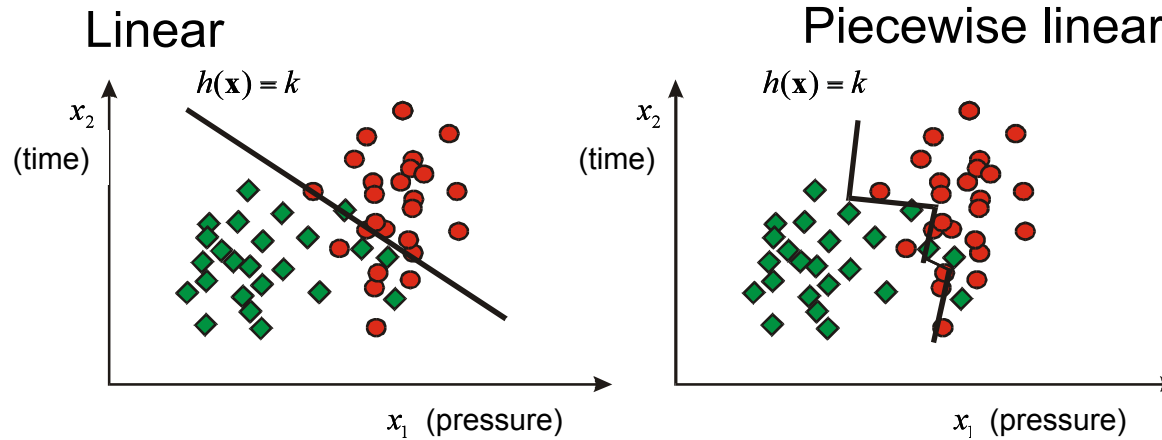 Linear
Piecewise linear
h(x) = k
x₂
(time)
x₁ (pressure)
h(x) = k
x₂
(time)
x₁ (pressure)